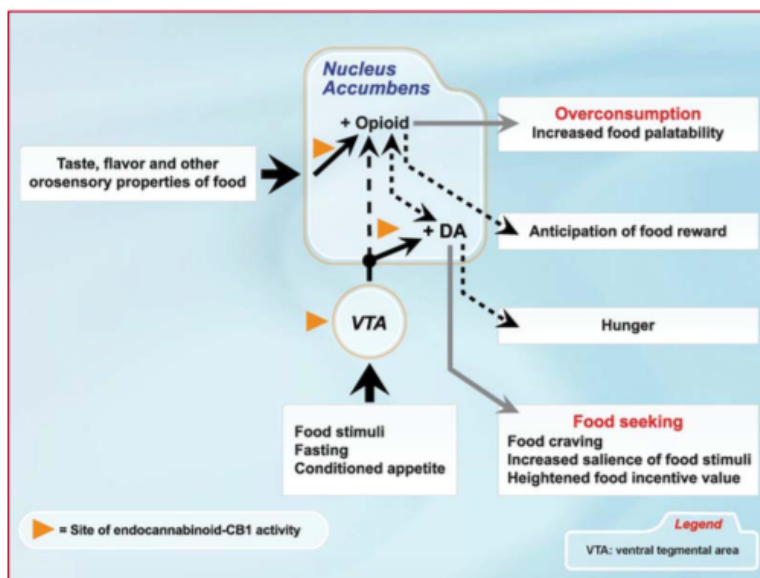 Nucleus
Accumbens
+ Opioid
Overconsumption
Increased food palatability
Taste, flavor and other
orosensory properties of food
+ DA
Anticipation of food reward
VTA
Hunger
Food stimuli
Fasting
Conditioned appetite
Food seeking
Food craving
Increased salience of food stimuli
Heightened food incentive value
= Site of endocannabinoid-CB1 activity
Legend
VTA: ventral tegmental area